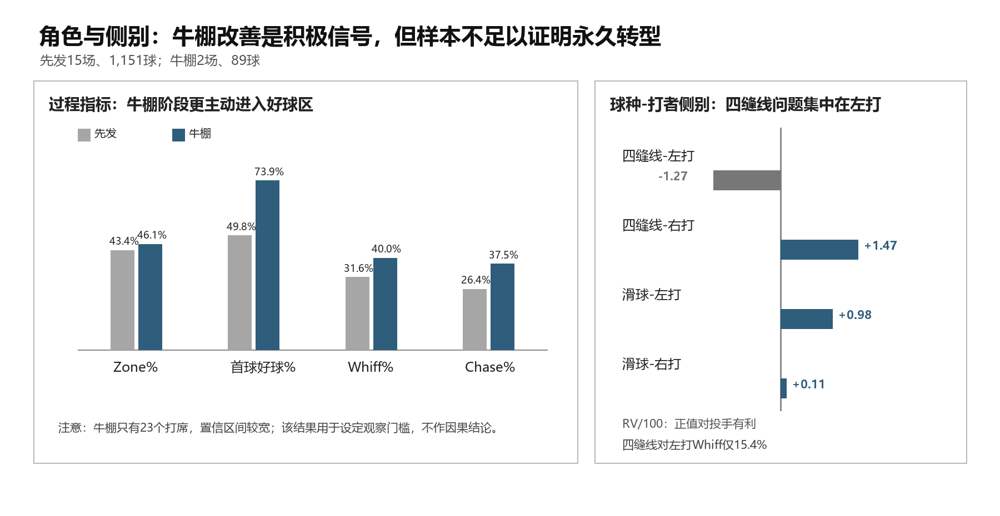 角色与侧别：牛棚改善是积极信号，但样本不足以证明永久转型
先发15场、1,151球；牛棚2场、89球
过程指标：牛棚阶段更主动进入好球区
先发
牛棚
43.4%
46.1%
49.8%
73.9%
31.6%
40.0%
26.4%
37.5%
Zone%
首球好球%
Whiff%
Chase%
注意：牛棚只有23个打席，置信区间较宽；该结果用于设定观察门槛，不作因果结论。
球种-打者侧别：四缝线问题集中在左打
四缝线-左打
-1.27
四缝线-右打
+1.47
滑球-左打
+0.98
滑球-右打
+0.11
RV/100：正值对投手有利
四缝线对左打Whiff仅15.4%